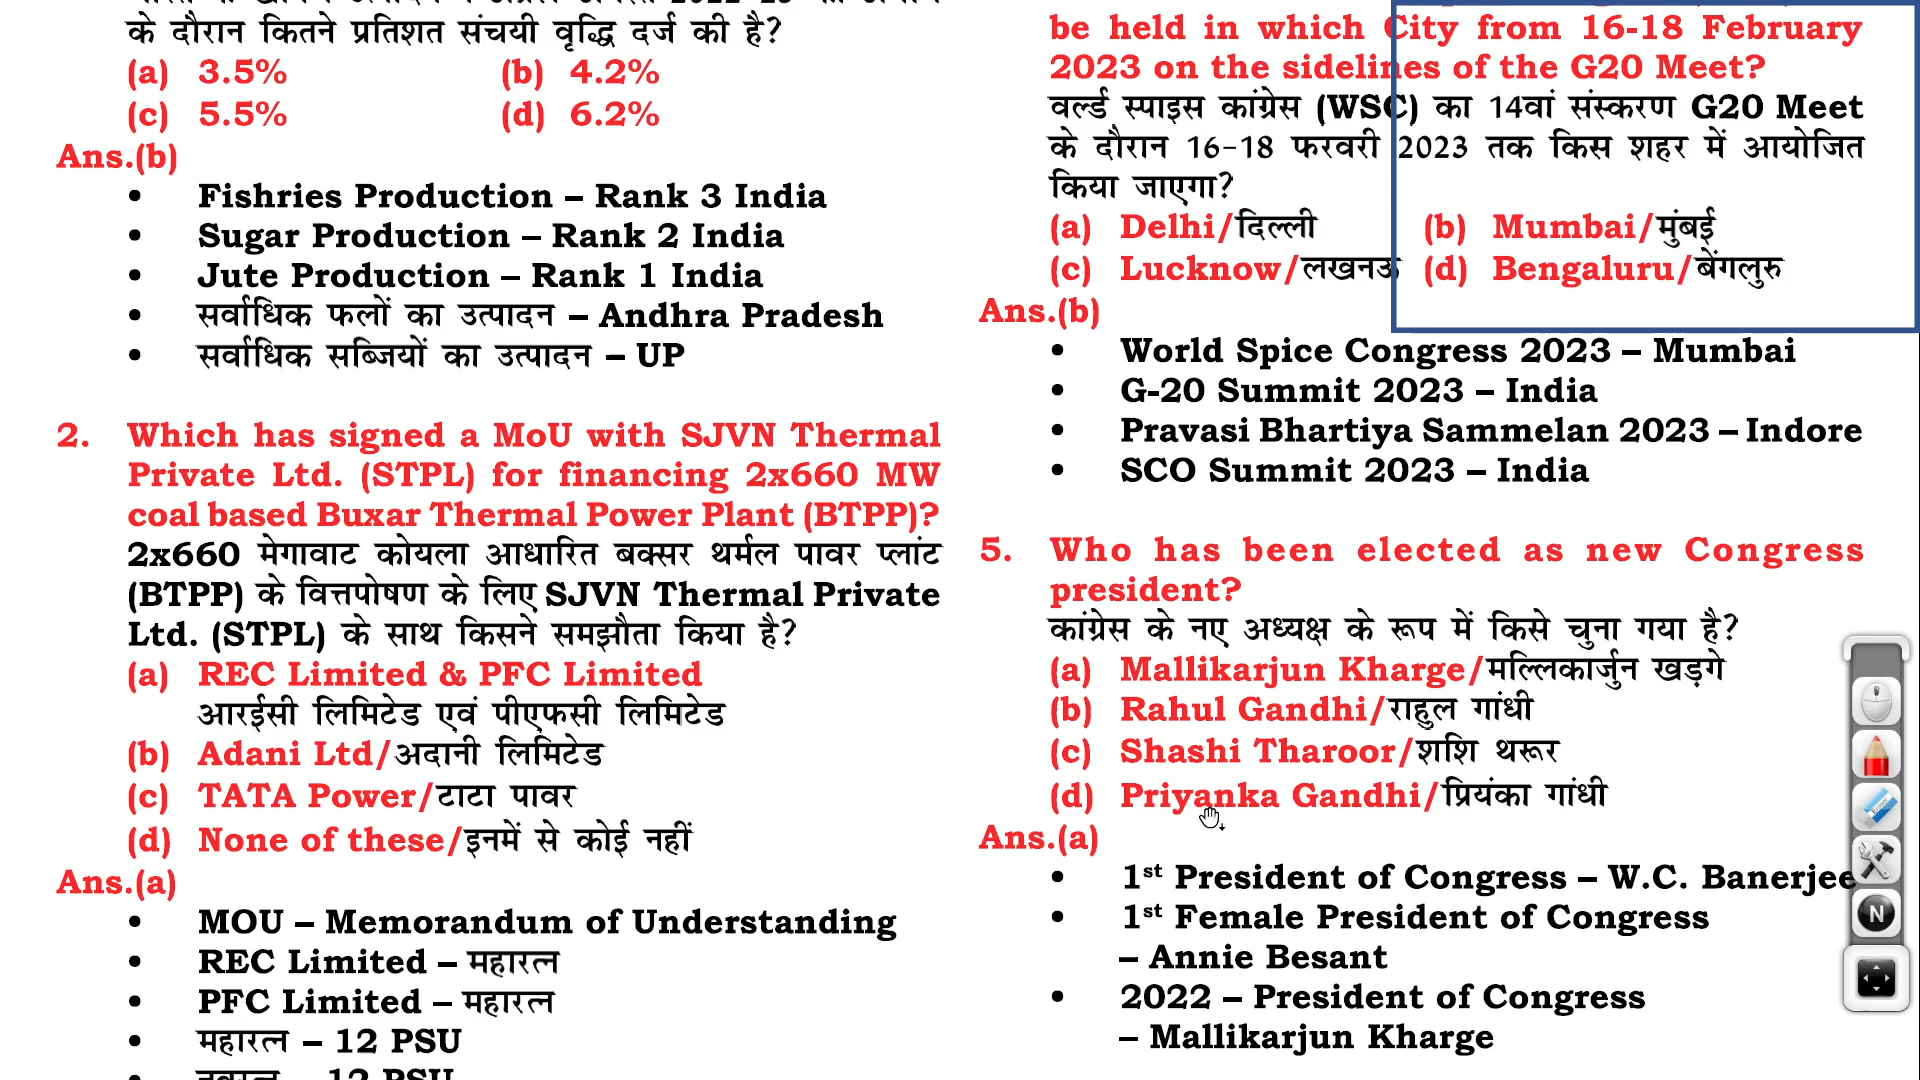 के दौरान कितने प्रतिशत संचयी वृद्धि दर्ज की है?
(a) 3.5% (b) 4.2%
(c) 5.5% (d) 6.2%
Ans.(b)
• Fishries Production – Rank 3 India
• Sugar Production – Rank 2 India
• Jute Production – Rank 1 India
• सर्वाधिक फलों का उत्पादन – Andhra Pradesh
• सर्वाधिक सब्जियों का उत्पादन – UP
2. Which has signed a MoU with SJVN Thermal
Private Ltd. (STPL) for financing 2x660 MW
coal based Buxar Thermal Power Plant (BTPP)?
2x660 मेगावाट कोयला आधारित बक्सर थर्मल पावर प्लांट
(BTPP) के वित्तपोषण के लिए SJVN Thermal Private
Ltd. (STPL) के साथ किसने समझौता किया है?
(a) REC Limited & PFC Limited
आरईसी लिमिटेड एवं पीएफसी लिमिटेड
(b) Adani Ltd/अदानी लिमिटेड
(c) TATA Power/टाटा पावर
(d) None of these/इनमें से कोई नहीं
Ans.(a)
• MOU – Memorandum of Understanding
• REC Limited – महारत्न
• PFC Limited – महारत्न
• महारत्न – 12 PSU
• नवरत्न – 12 PSU
be held in which City from 16-18 February
2023 on the sidelines of the G20 Meet?
वर्ल्ड स्पाइस कांग्रेस (WSC) का 14वां संस्करण G20 Meet
के दौरान 16-18 फरवरी 2023 तक किस शहर में आयोजित
किया जाएगा?
(a) Delhi/दिल्ली (b) Mumbai/मुंबई
(c) Lucknow/लखनऊ (d) Bengaluru/बेंगलुरु
Ans.(b)
• World Spice Congress 2023 – Mumbai
• G-20 Summit 2023 – India
• Pravasi Bhartiya Sammelan 2023 – Indore
• SCO Summit 2023 – India
5. Who has been elected as new Congress
president?
कांग्रेस के नए अध्यक्ष के रूप में किसे चुना गया है?
(a) Mallikarjun Kharge/मल्लिकार्जुन खड़गे
(b) Rahul Gandhi/राहुल गांधी
(c) Shashi Tharoor/शशि थरूर
(d) Priyanka Gandhi/प्रियंका गांधी
Ans.(a)
• 1st President of Congress – W.C. Banerjee
• 1st Female President of Congress
– Annie Besant
• 2022 – President of Congress
– Mallikarjun Kharge
N